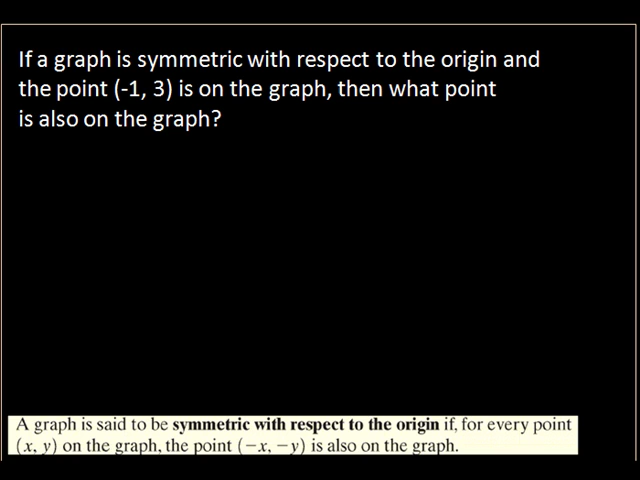 If a graph is symmetric with respect to the origin and
the point (-1, 3) is on the graph, then what point
is also on the graph?
A graph is said to be symmetric with respect to the origin if, for every point
(x, y) on the graph, the point (−x, −y) is also on the graph.